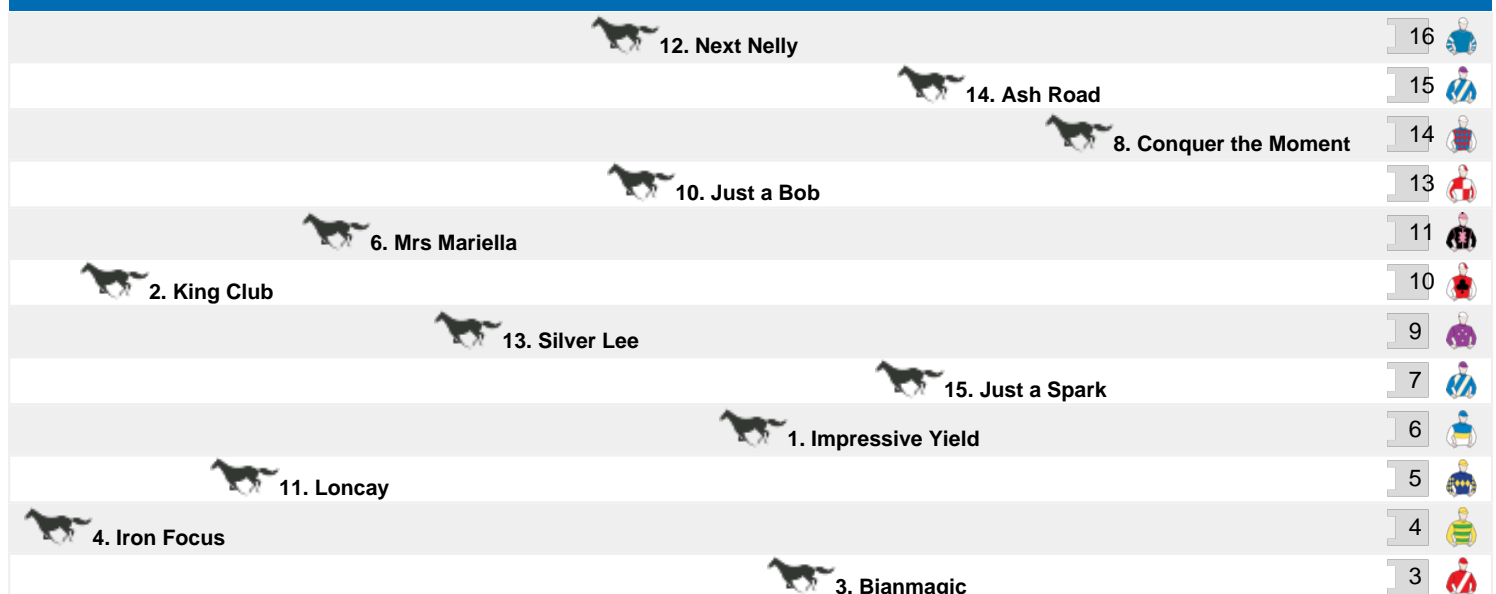 12. Next Nelly 16
14. Ash Road 15
8. Conquer the Moment 14
10. Just a Bob 13
6. Mrs Mariella 11
2. King Club 10
13. Silver Lee 9
15. Just a Spark 7
1. Impressive Yield 6
11. Loncay 5
4. Iron Focus 4
3. Bianmagic 3